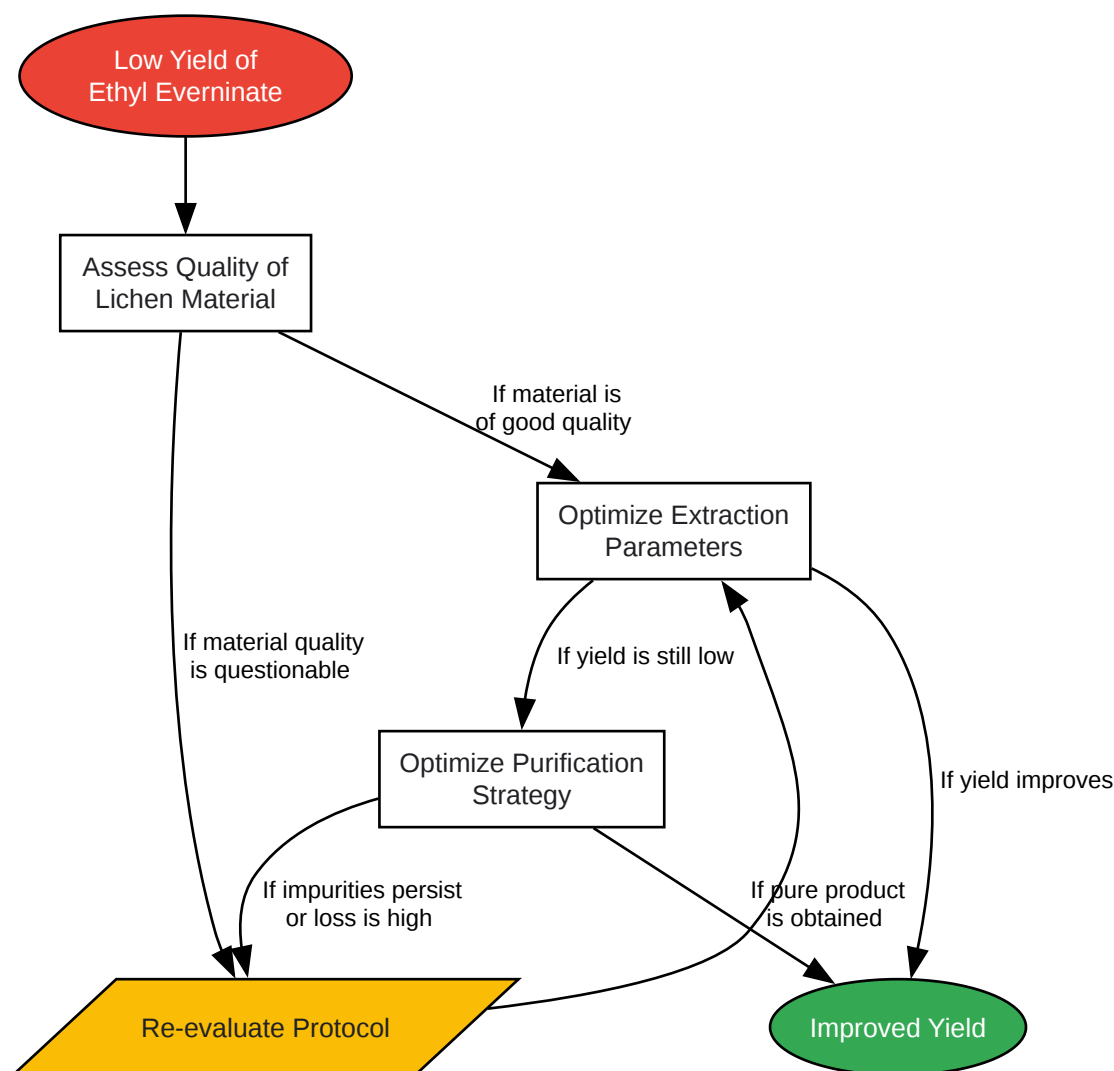 Low Yield of
Ethyl Everninate
Assess Quality of
Lichen Material
If material is
of good quality
Optimize Extraction
Parameters
If material quality
is questionable
If yield is still low
Optimize Purification
Strategy
If yield improves
If impurities persist
or loss is high
If pure product
is obtained
Re-evaluate Protocol
Improved Yield